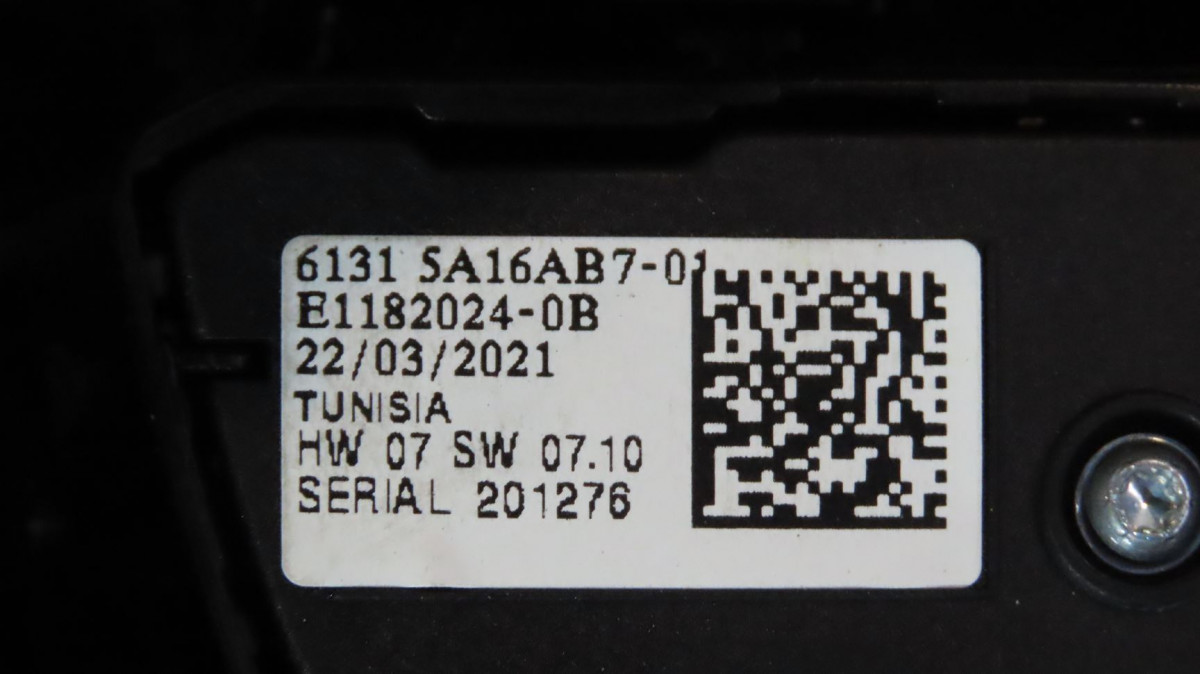 6131 5A16AB7-01
E1182024-0B
22/03/2021
TUNISIA
HW 07 SW 07.10
SERIAL 201276